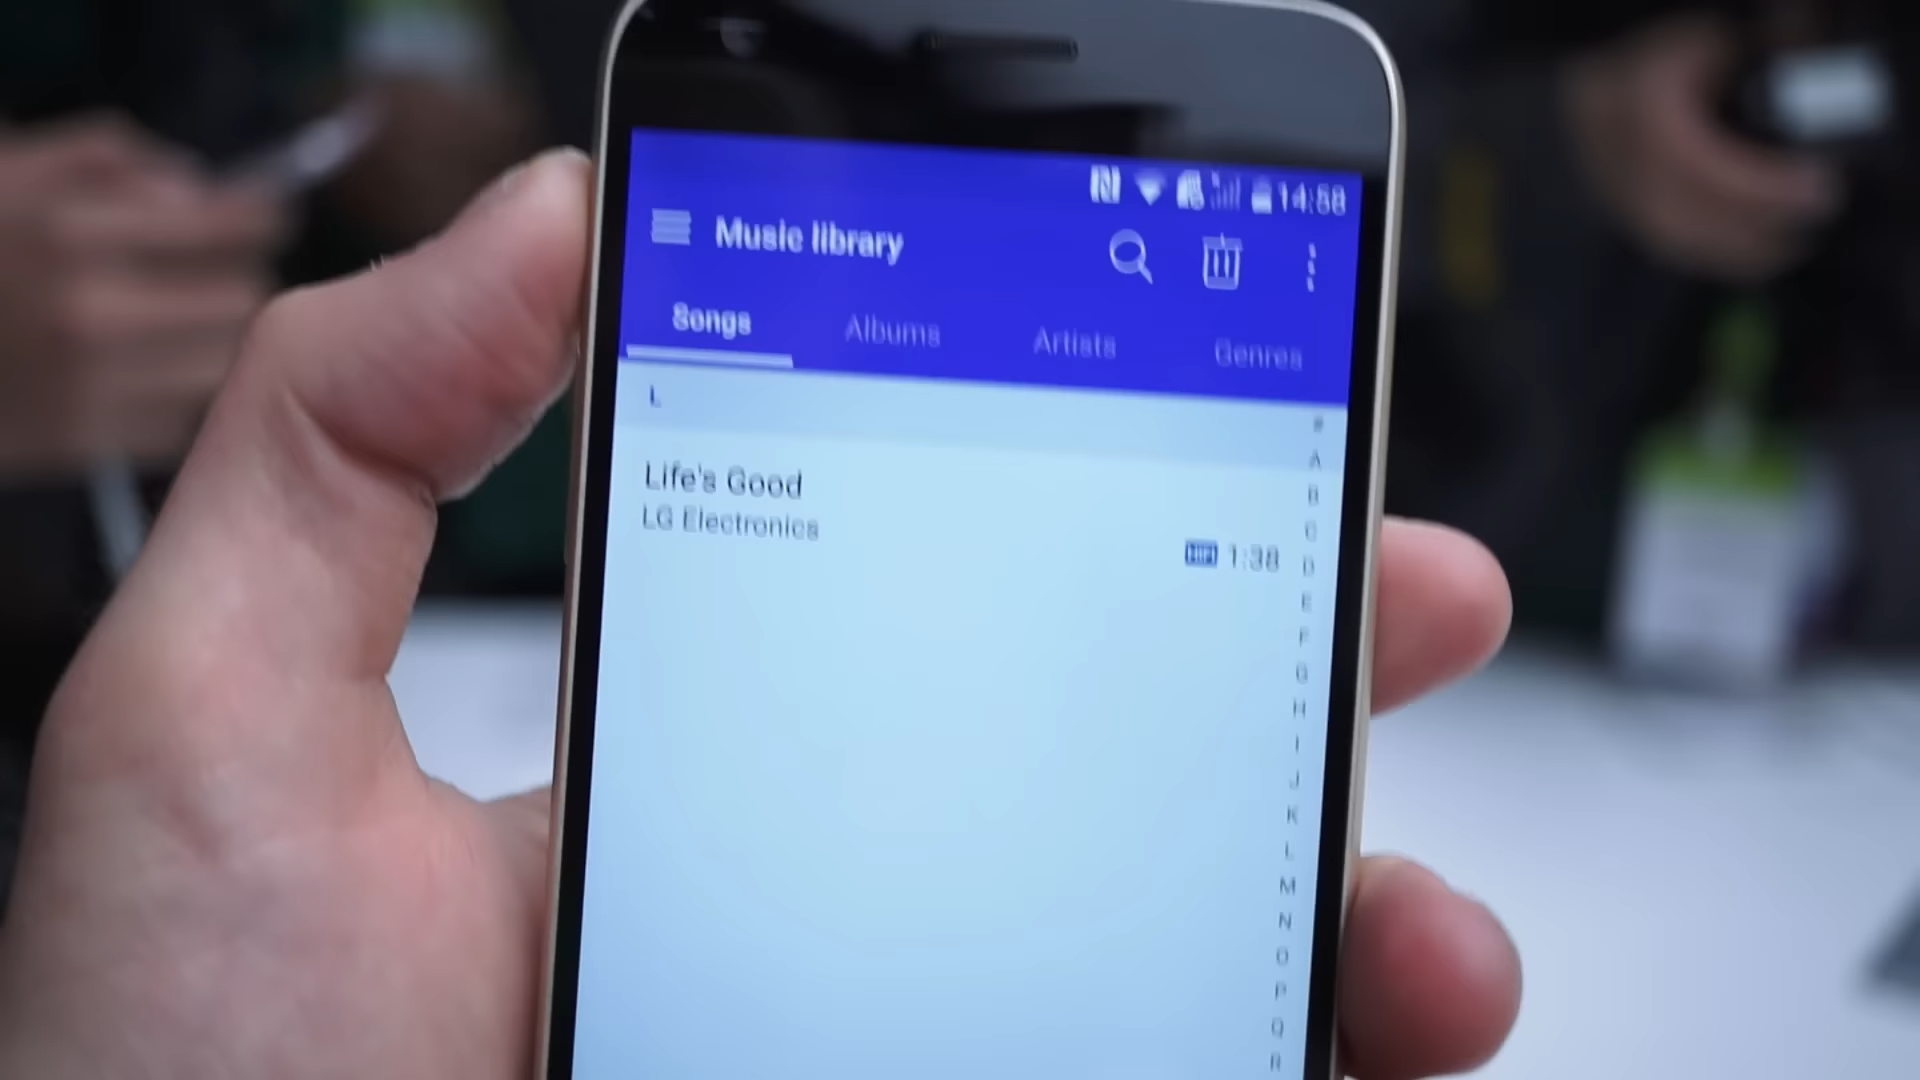 14:58
Music library
Songs Albums Artists Genres
L
Life's Good
LG Electronics
HIFI 1:38
#
A
B
C
D
E
F
G
H
I
J
K
L
M
N
O
P
Q
R